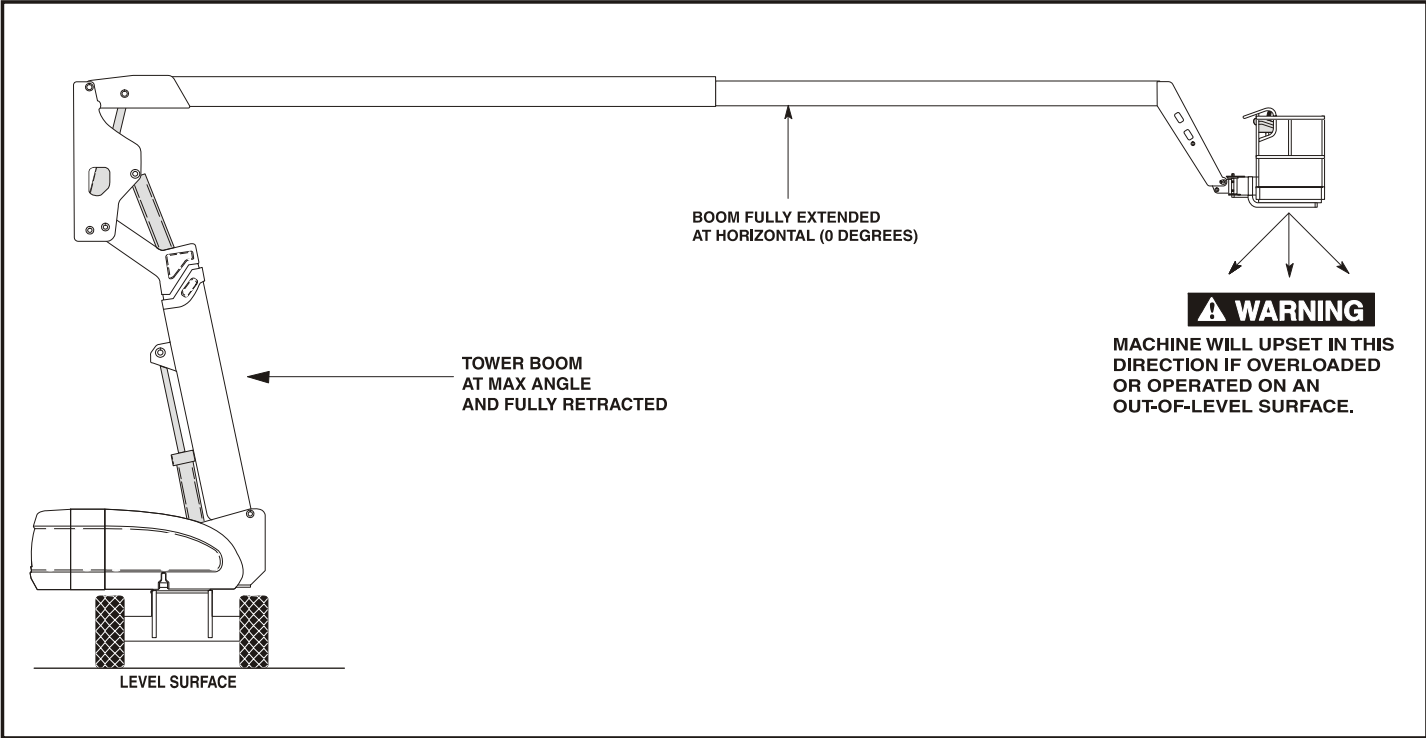 BOOM FULLY EXTENDED
AT HORIZONTAL (0 DEGREES)
WARNING
MACHINE WILL UPSET IN THIS
DIRECTION IF OVERLOADED
OR OPERATED ON AN
OUT-OF-LEVEL SURFACE.
TOWER BOOM
AT MAX ANGLE
AND FULLY RETRACTED
LEVEL SURFACE